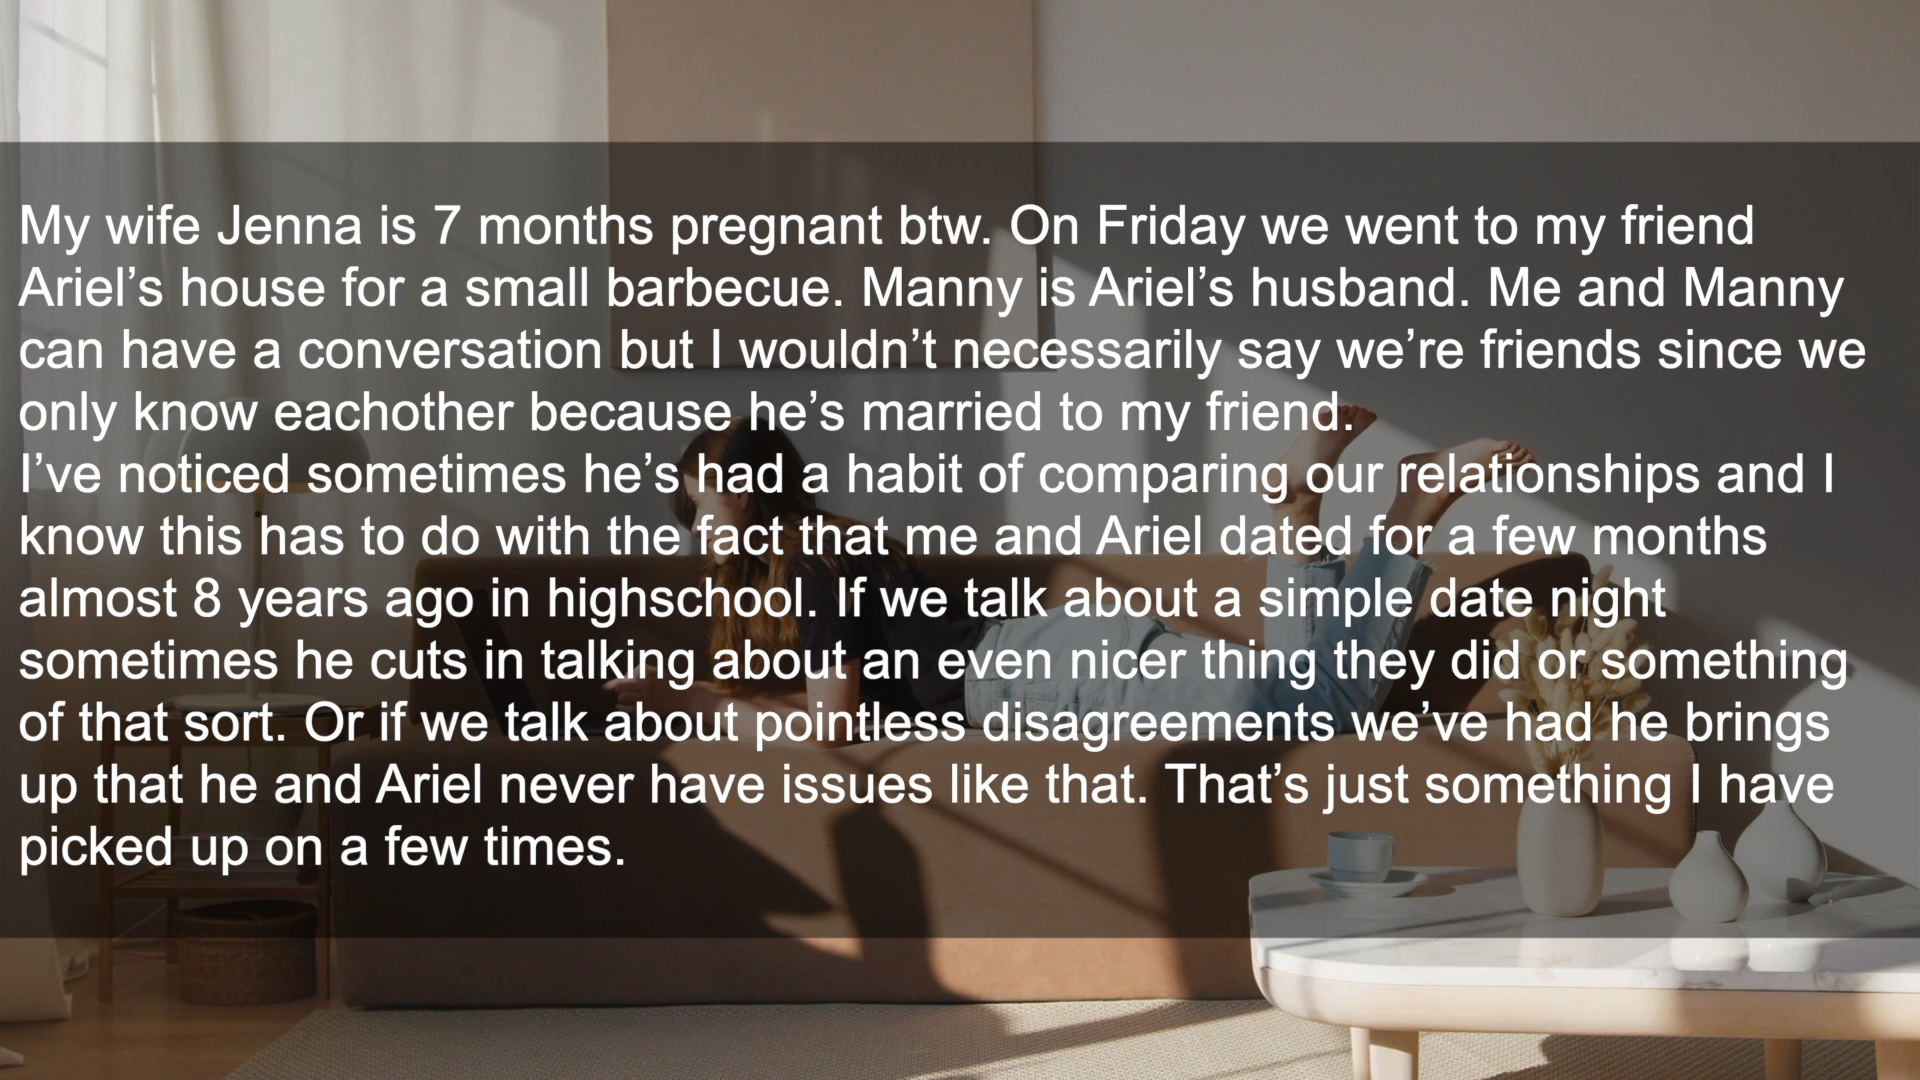 My wife Jenna is 7 months pregnant btw. On Friday we went to my friend
Ariel’s house for a small barbecue. Manny is Ariel’s husband. Me and Manny
can have a conversation but I wouldn’t necessarily say we’re friends since we
only know eachother because he’s married to my friend.
I’ve noticed sometimes he’s had a habit of comparing our relationships and I
know this has to do with the fact that me and Ariel dated for a few months
almost 8 years ago in highschool. If we talk about a simple date night
sometimes he cuts in talking about an even nicer thing they did or something
of that sort. Or if we talk about pointless disagreements we’ve had he brings
up that he and Ariel never have issues like that. That’s just something I have
picked up on a few times.